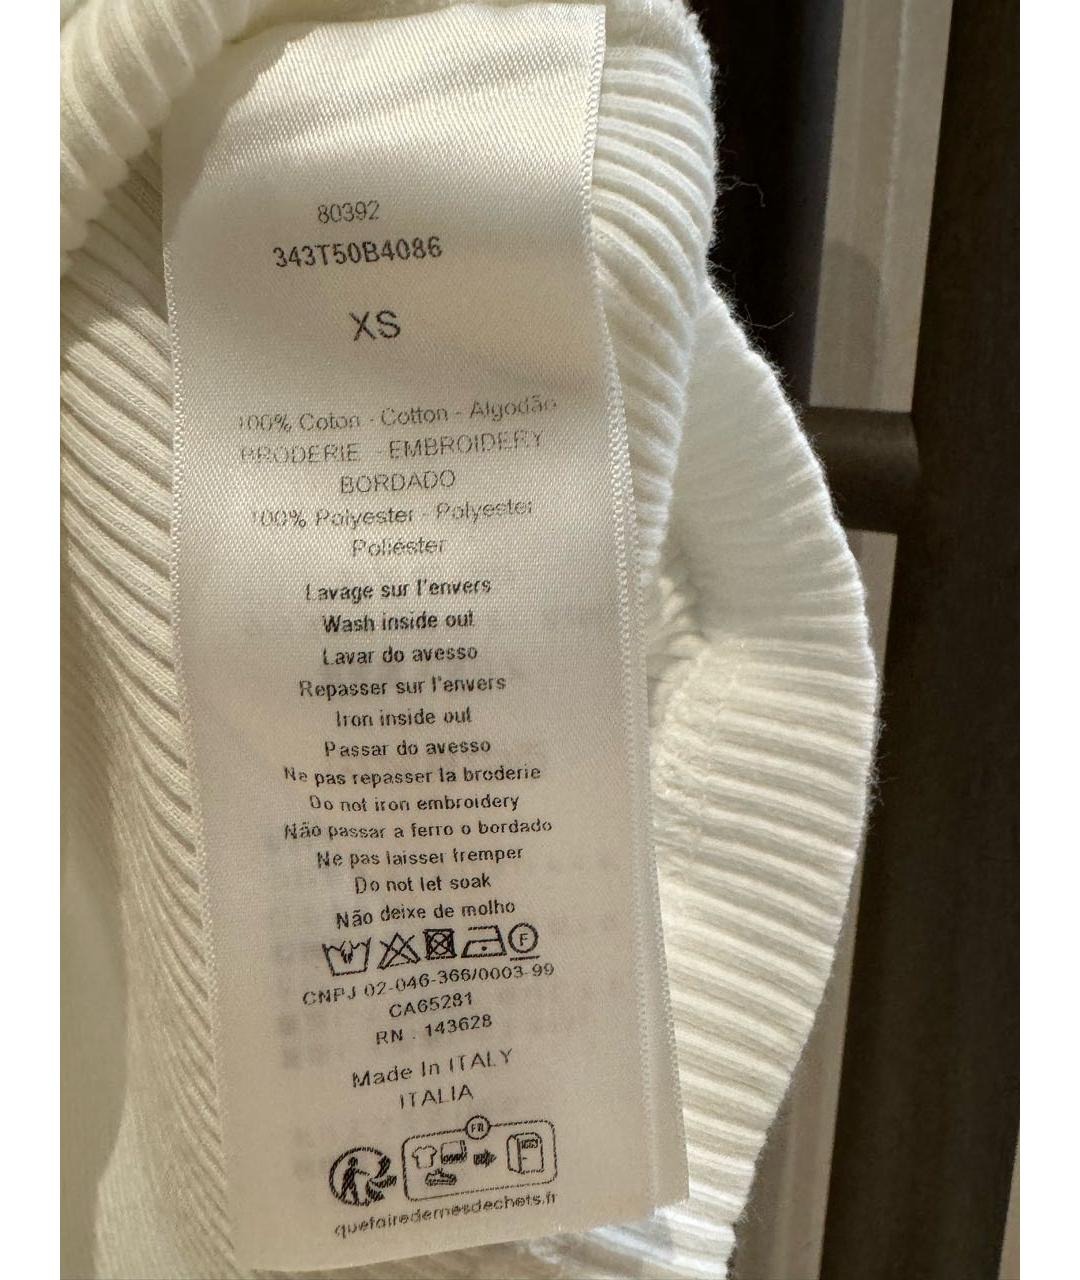 80392
343T50B4086
XS
100% Coton - Cotton - Algodão
BRODERIE - EMBROIDERY
BORDADO
100% Polyester - Polyester
Poliéster
Lavage sur l'envers
Wash inside out
Lavar do avesso
Repasser sur l'envers
Iron inside out
Passar do avesso
Ne pas repasser la broderie
Do not iron embroidery
Não passar a ferro o bordado
Ne pas laisser tremper
Do not let soak
Não deixe de molho
F
CNPJ 02-046-366/0003-99
CA65281
RN . 143628
Made In ITALY
ITALIA
FR
quefairedemesdechets.fr